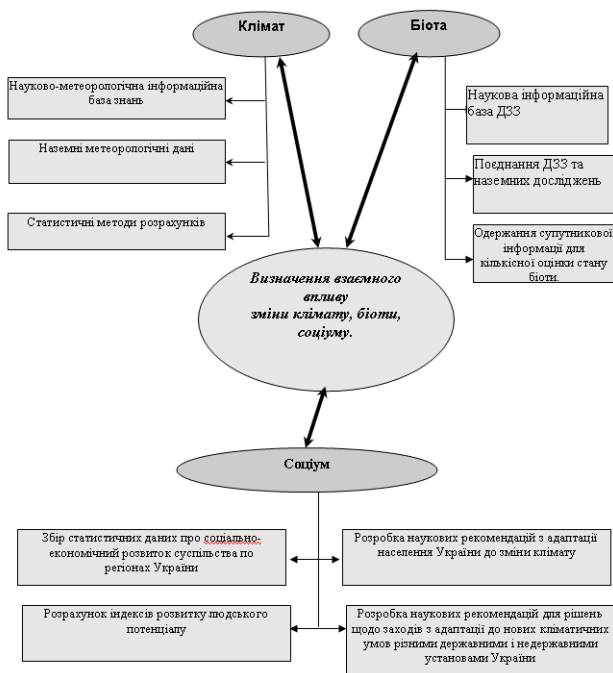 Клімат
Біота
Науково-метеорологічна інформаційна
база знань
Наземні метеорологічні дані
Статистичні методи розрахунків
Наукова інформаційна
база ДЗЗ
Поєднання ДЗЗ та
наземних досліджень
Одержання супутникової
інформації для
кількісної оцінки стану
біоти.
Визначення взаємного
впливу
зміни клімату, біоти,
соціуму.
Соціум
Збір статистичних даних про соціально-
економічний розвиток суспільства по
регіонах України
Розробка наукових рекомендацій з адаптації
населення України до зміни клімату
Розрахунок індексів розвитку людського
потенціалу
Розробка наукових рекомендацій для рішень
щодо заходів з адаптації до нових кліматичних
умов різними державними і недержавними
установами України